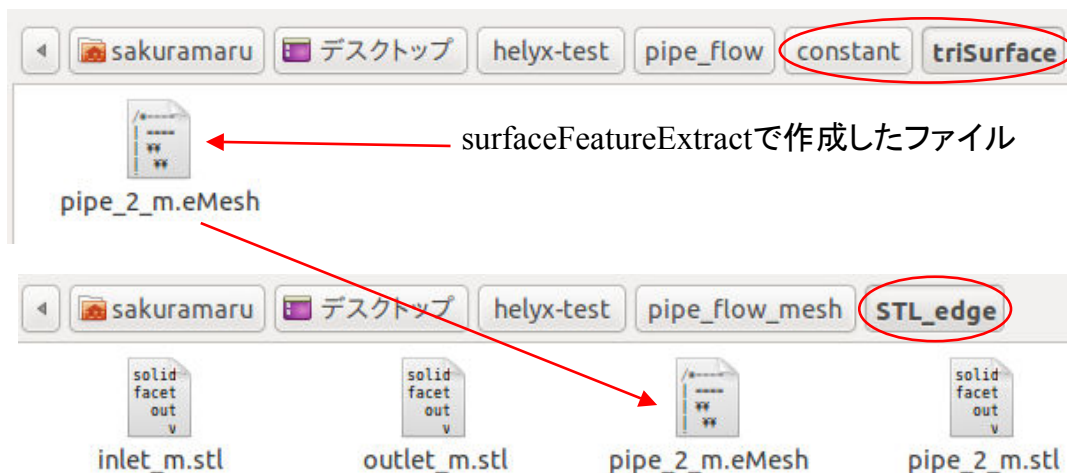 sakuramaru デスクトップ helyx-test pipe_flow constant triSurface
surfaceFeatureExtractで作成したファイル
pipe_2_m.eMesh
sakuramaru デスクトップ helyx-test pipe_flow_mesh STL_edge
solid
facet
out
v
solid
facet
out
v
solid
facet
out
v
inlet_m.stl outlet_m.stl pipe_2_m.eMesh pipe_2_m.stl